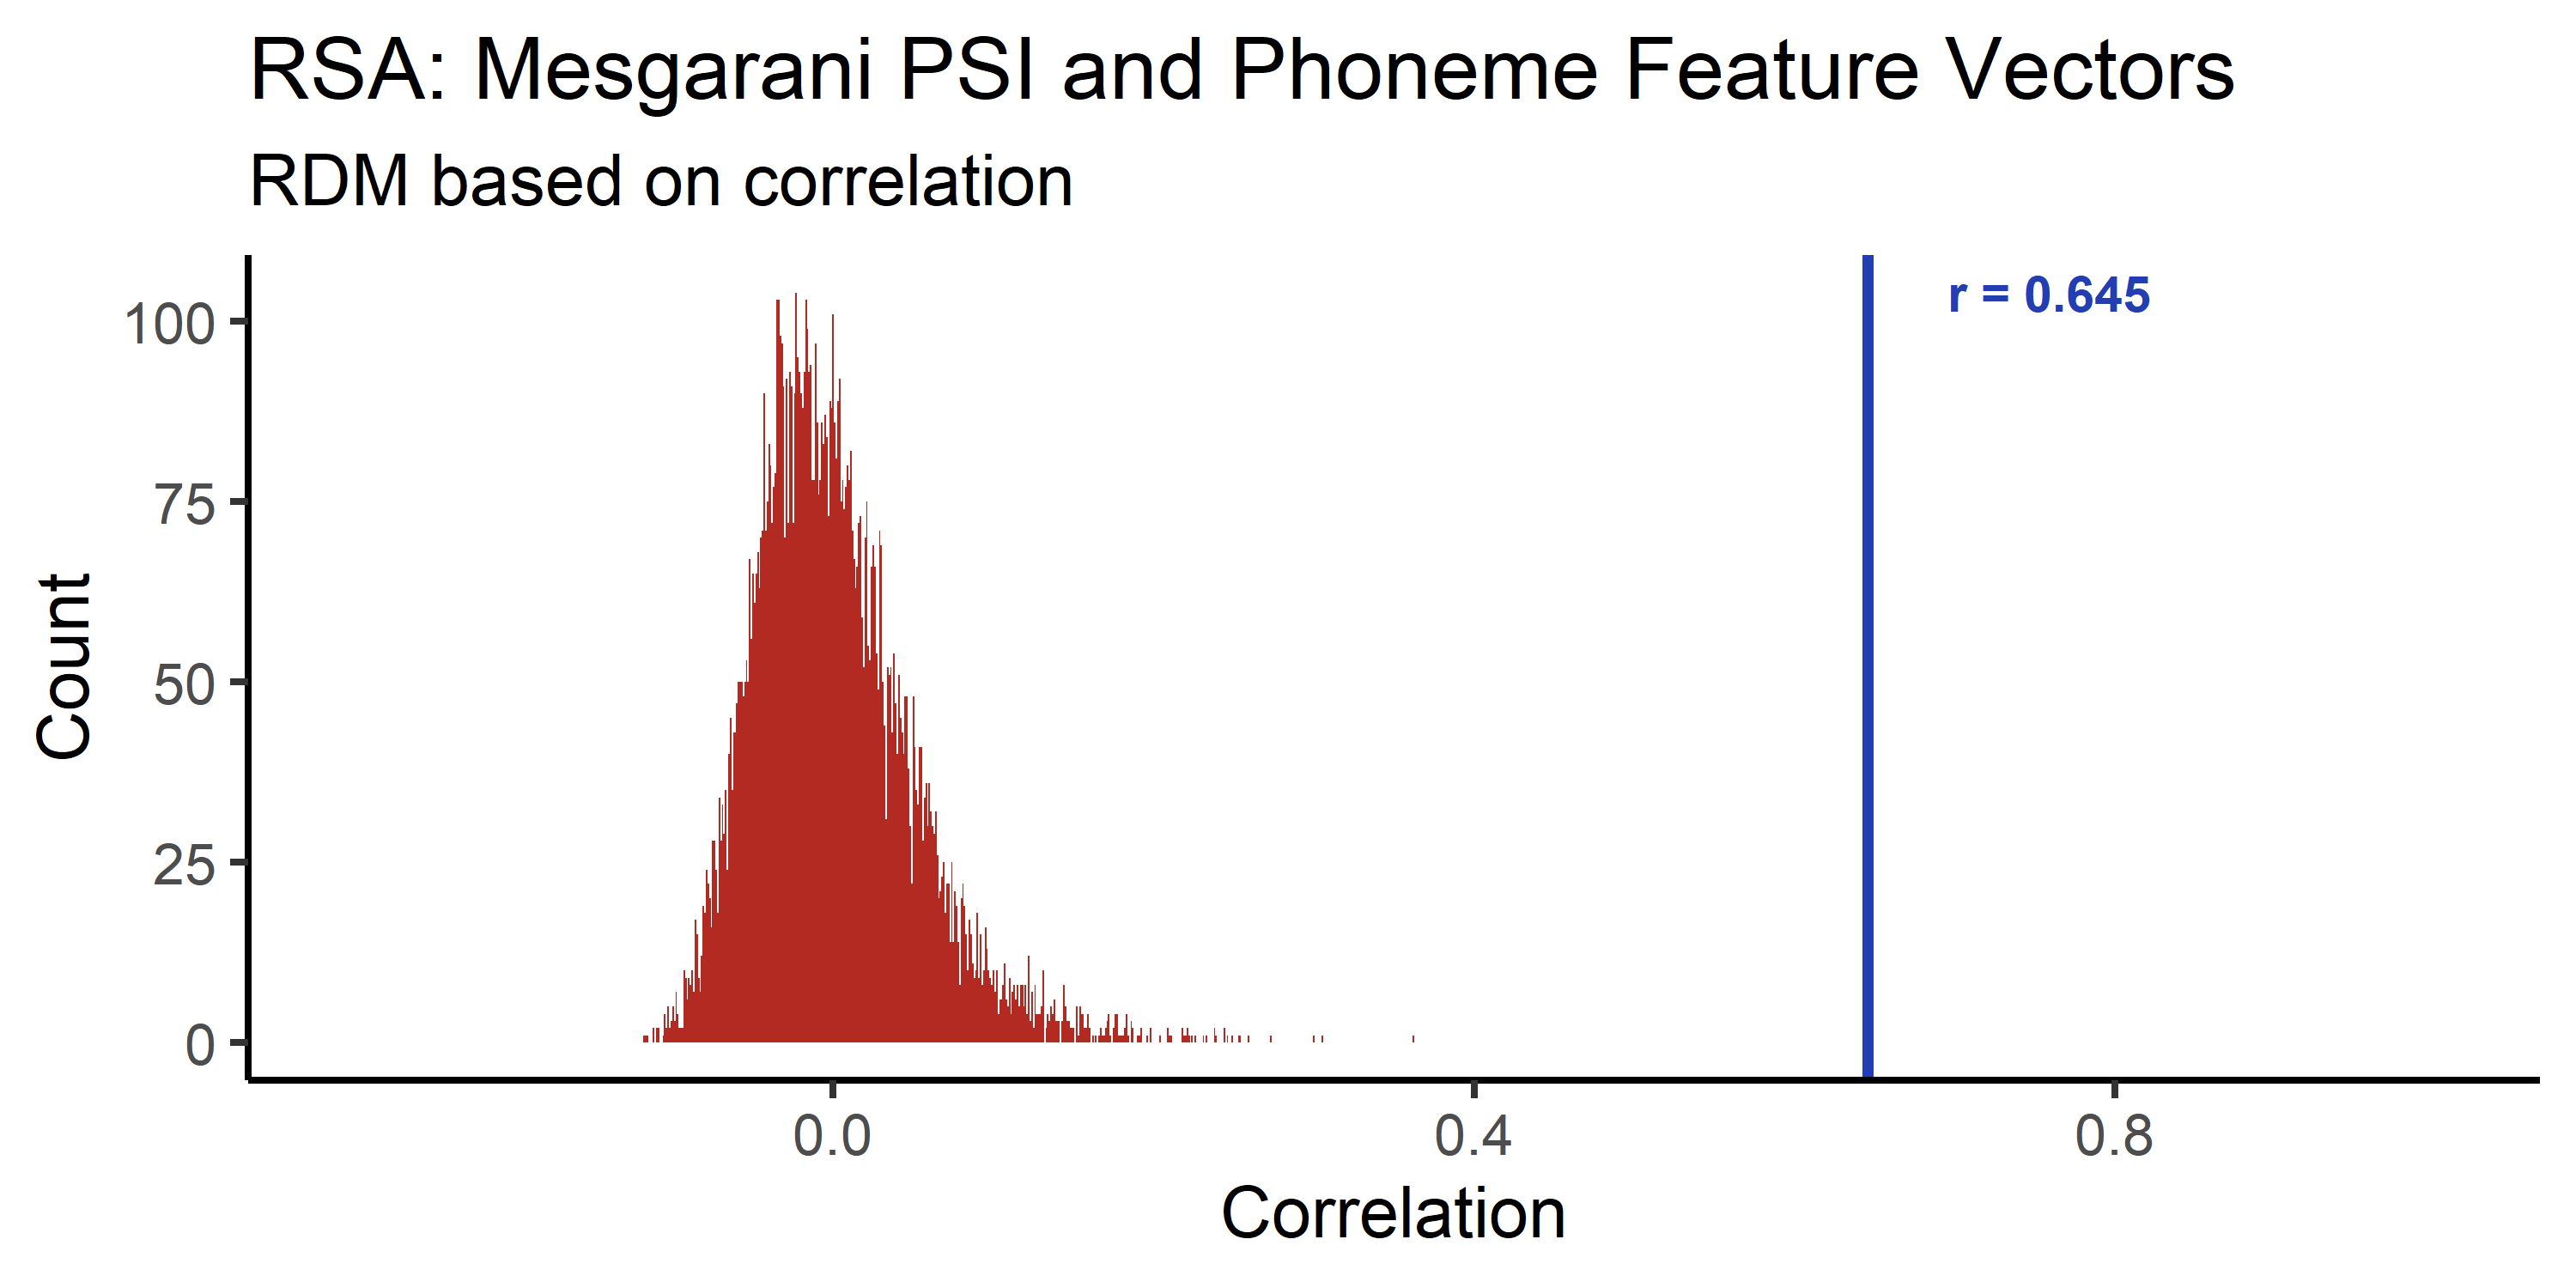 RSA: Mesgarani PSI and Phoneme Feature Vectors
RDM based on correlation
r = 0.645
100
75
50
25
0
Count
0.0
0.4
0.8
Correlation